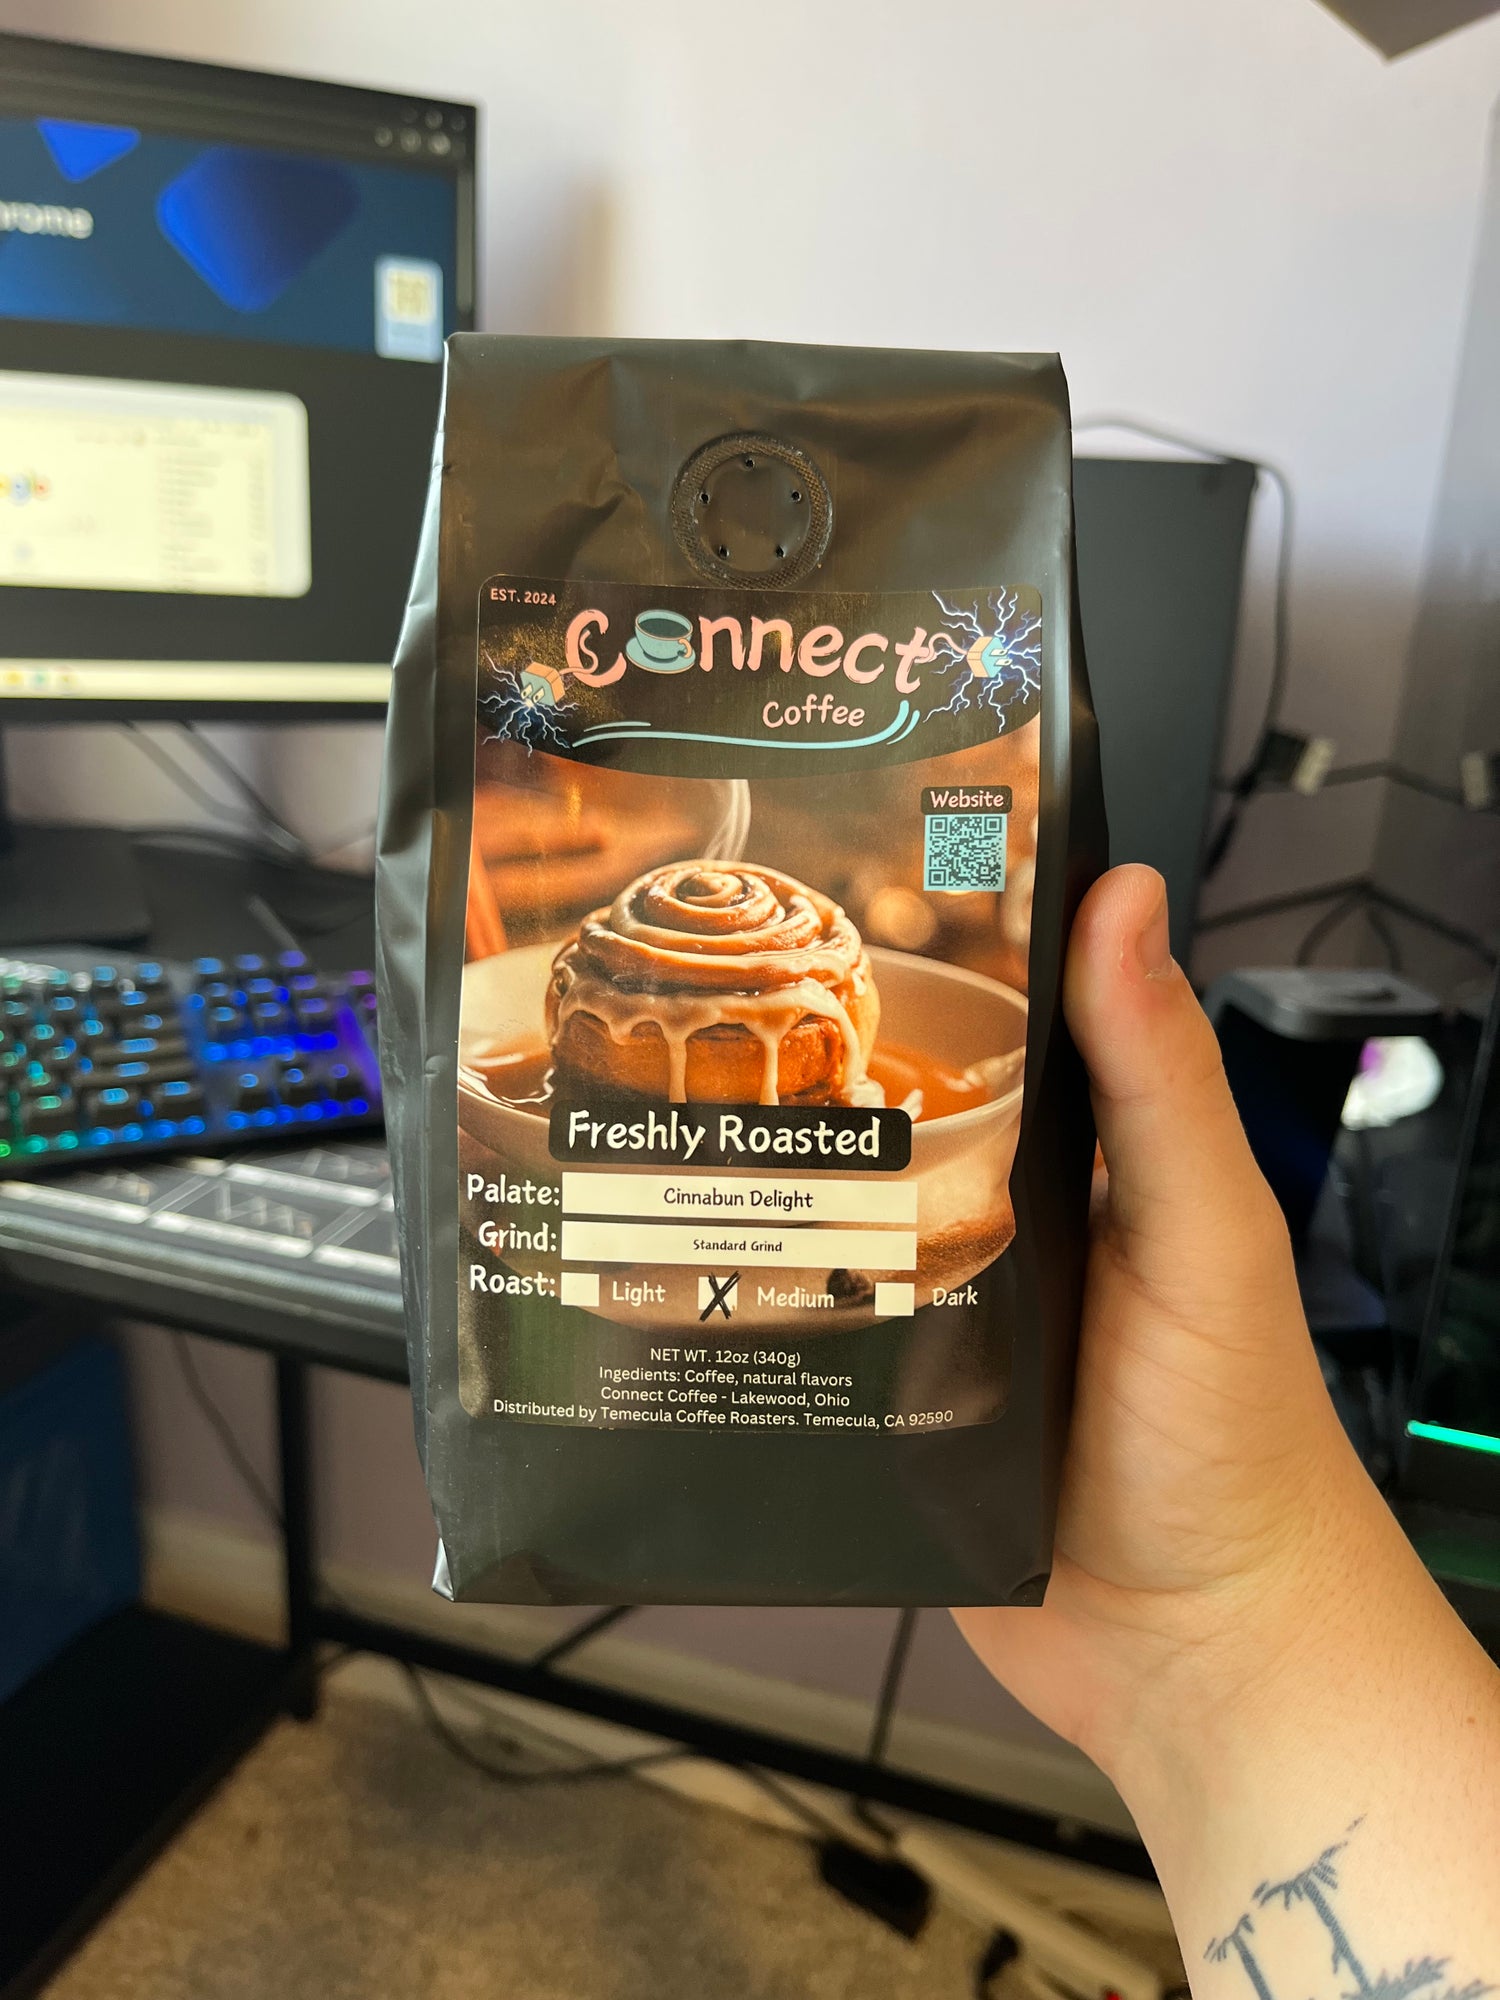 EST. 2024
Connect
Coffee
Website
Freshly Roasted
Palate: Cinnabun Delight
Grind: Standard Grind
Roast: Light Medium Dark
NET WT. 12oz (340g)
Ingedients: Coffee, natural flavors
Connect Coffee - Lakewood, Ohio
Distributed by Temecula Coffee Roasters. Temecula, CA 92590